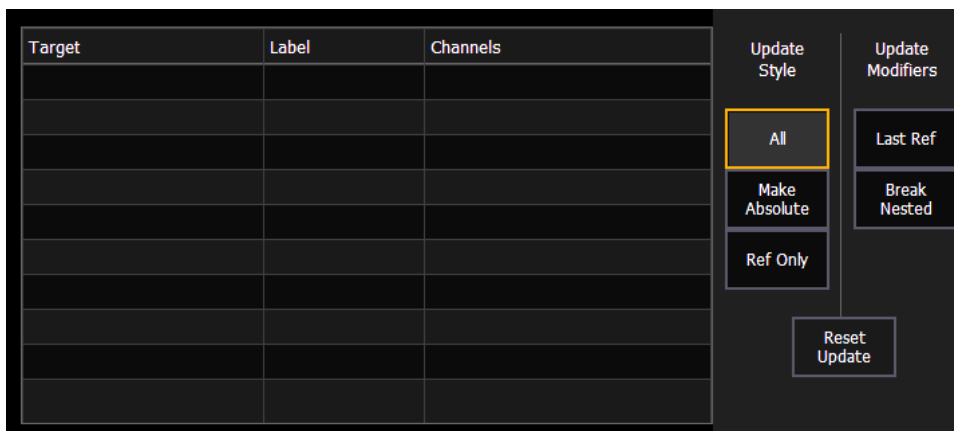 Target Label Channels
Update
Style
Update
Modifiers
All
Last Ref
Make
Absolute
Break
Nested
Ref Only
Reset
Update